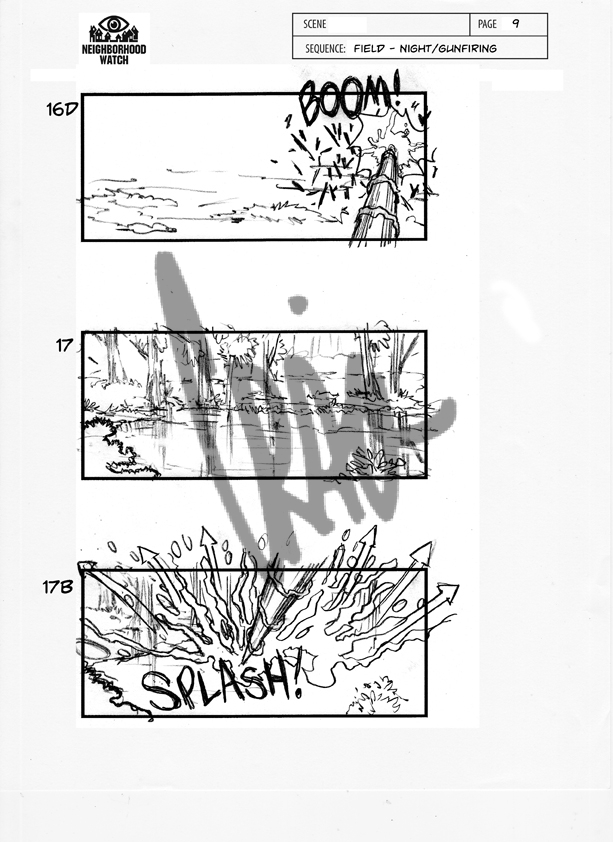 NEIGHBORHOOD
WATCH
SCENE
PAGE 9
SEQUENCE: FIELD - NIGHT/GUNFIRING
BOOM!
16D
17
17B
SPLASH!